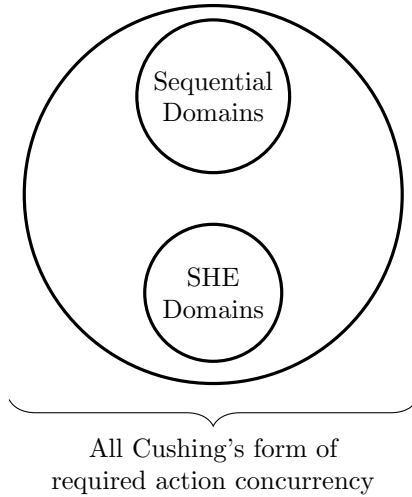 Sequential
Domains
SHE
Domains
All Cushing's form of
required action concurrency